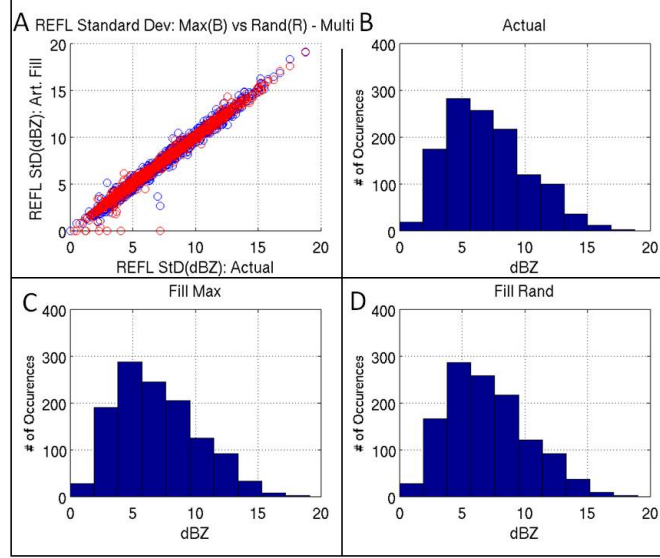 A REFL Standard Dev: Max(B) vs Rand(R) - Multi
REFL StD(dBZ): Art. Fill
20
15
10
5
0
0 5 10 15 20
REFL StD(dBZ): Actual
B Actual
# of Occurences
400
300
200
100
0
0 5 10 15 20
dBZ
C Fill Max
# of Occurences
400
300
200
100
0
0 5 10 15 20
dBZ
D Fill Rand
# of Occurences
400
300
200
100
0
0 5 10 15 20
dBZ